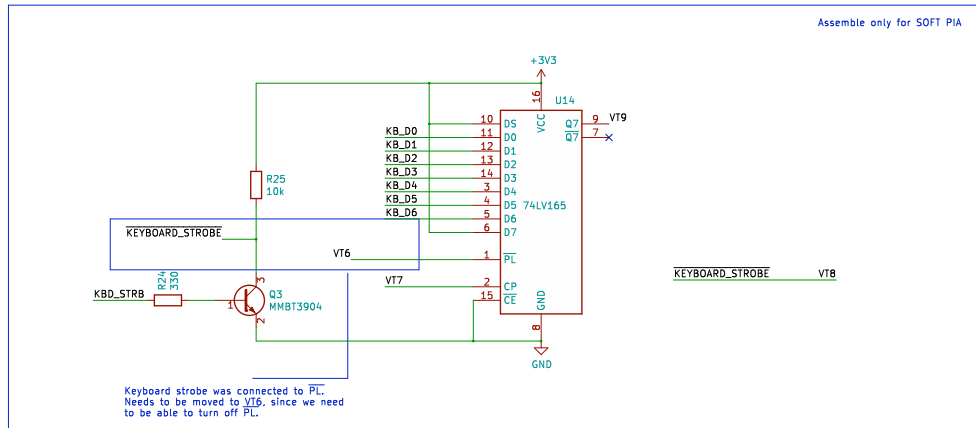 Assemble only for SOFT PIA
+3V3
16
U14
VCC
10 DS Q7 9 VT9
KB_D0 11 D0 Q7 7
KB_D1 12 D1
KB_D2 13 D2
KB_D3 14 D3
KB_D4 3 D4
KB_D5 4 D5 74LV165
KB_D6 5 D6
6 D7
R25
10k
KEYBOARD_STROBE
VT6 1 PL
VT7 2 CP
15 CE
GND
8
GND
KBD_STRB
R24
330
3
1
2
Q3
MMBT3904
KEYBOARD_STROBE VT8
Keyboard strobe was connected to PL.
Needs to be moved to VT6, since we need
to be able to turn off PL.